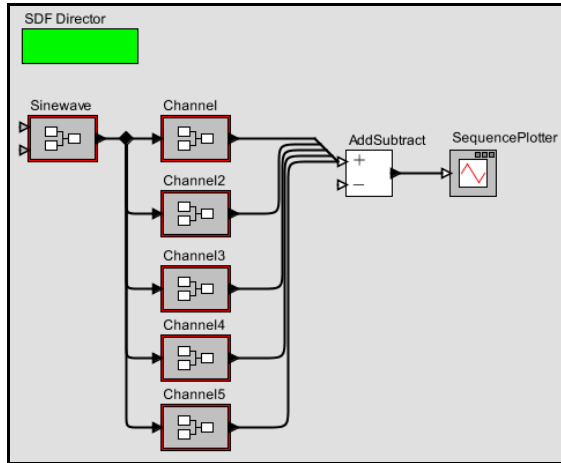 SDF Director
Sinewave
Channel
AddSubtract
SequencePlotter
+
−
Channel2
Channel3
Channel4
Channel5